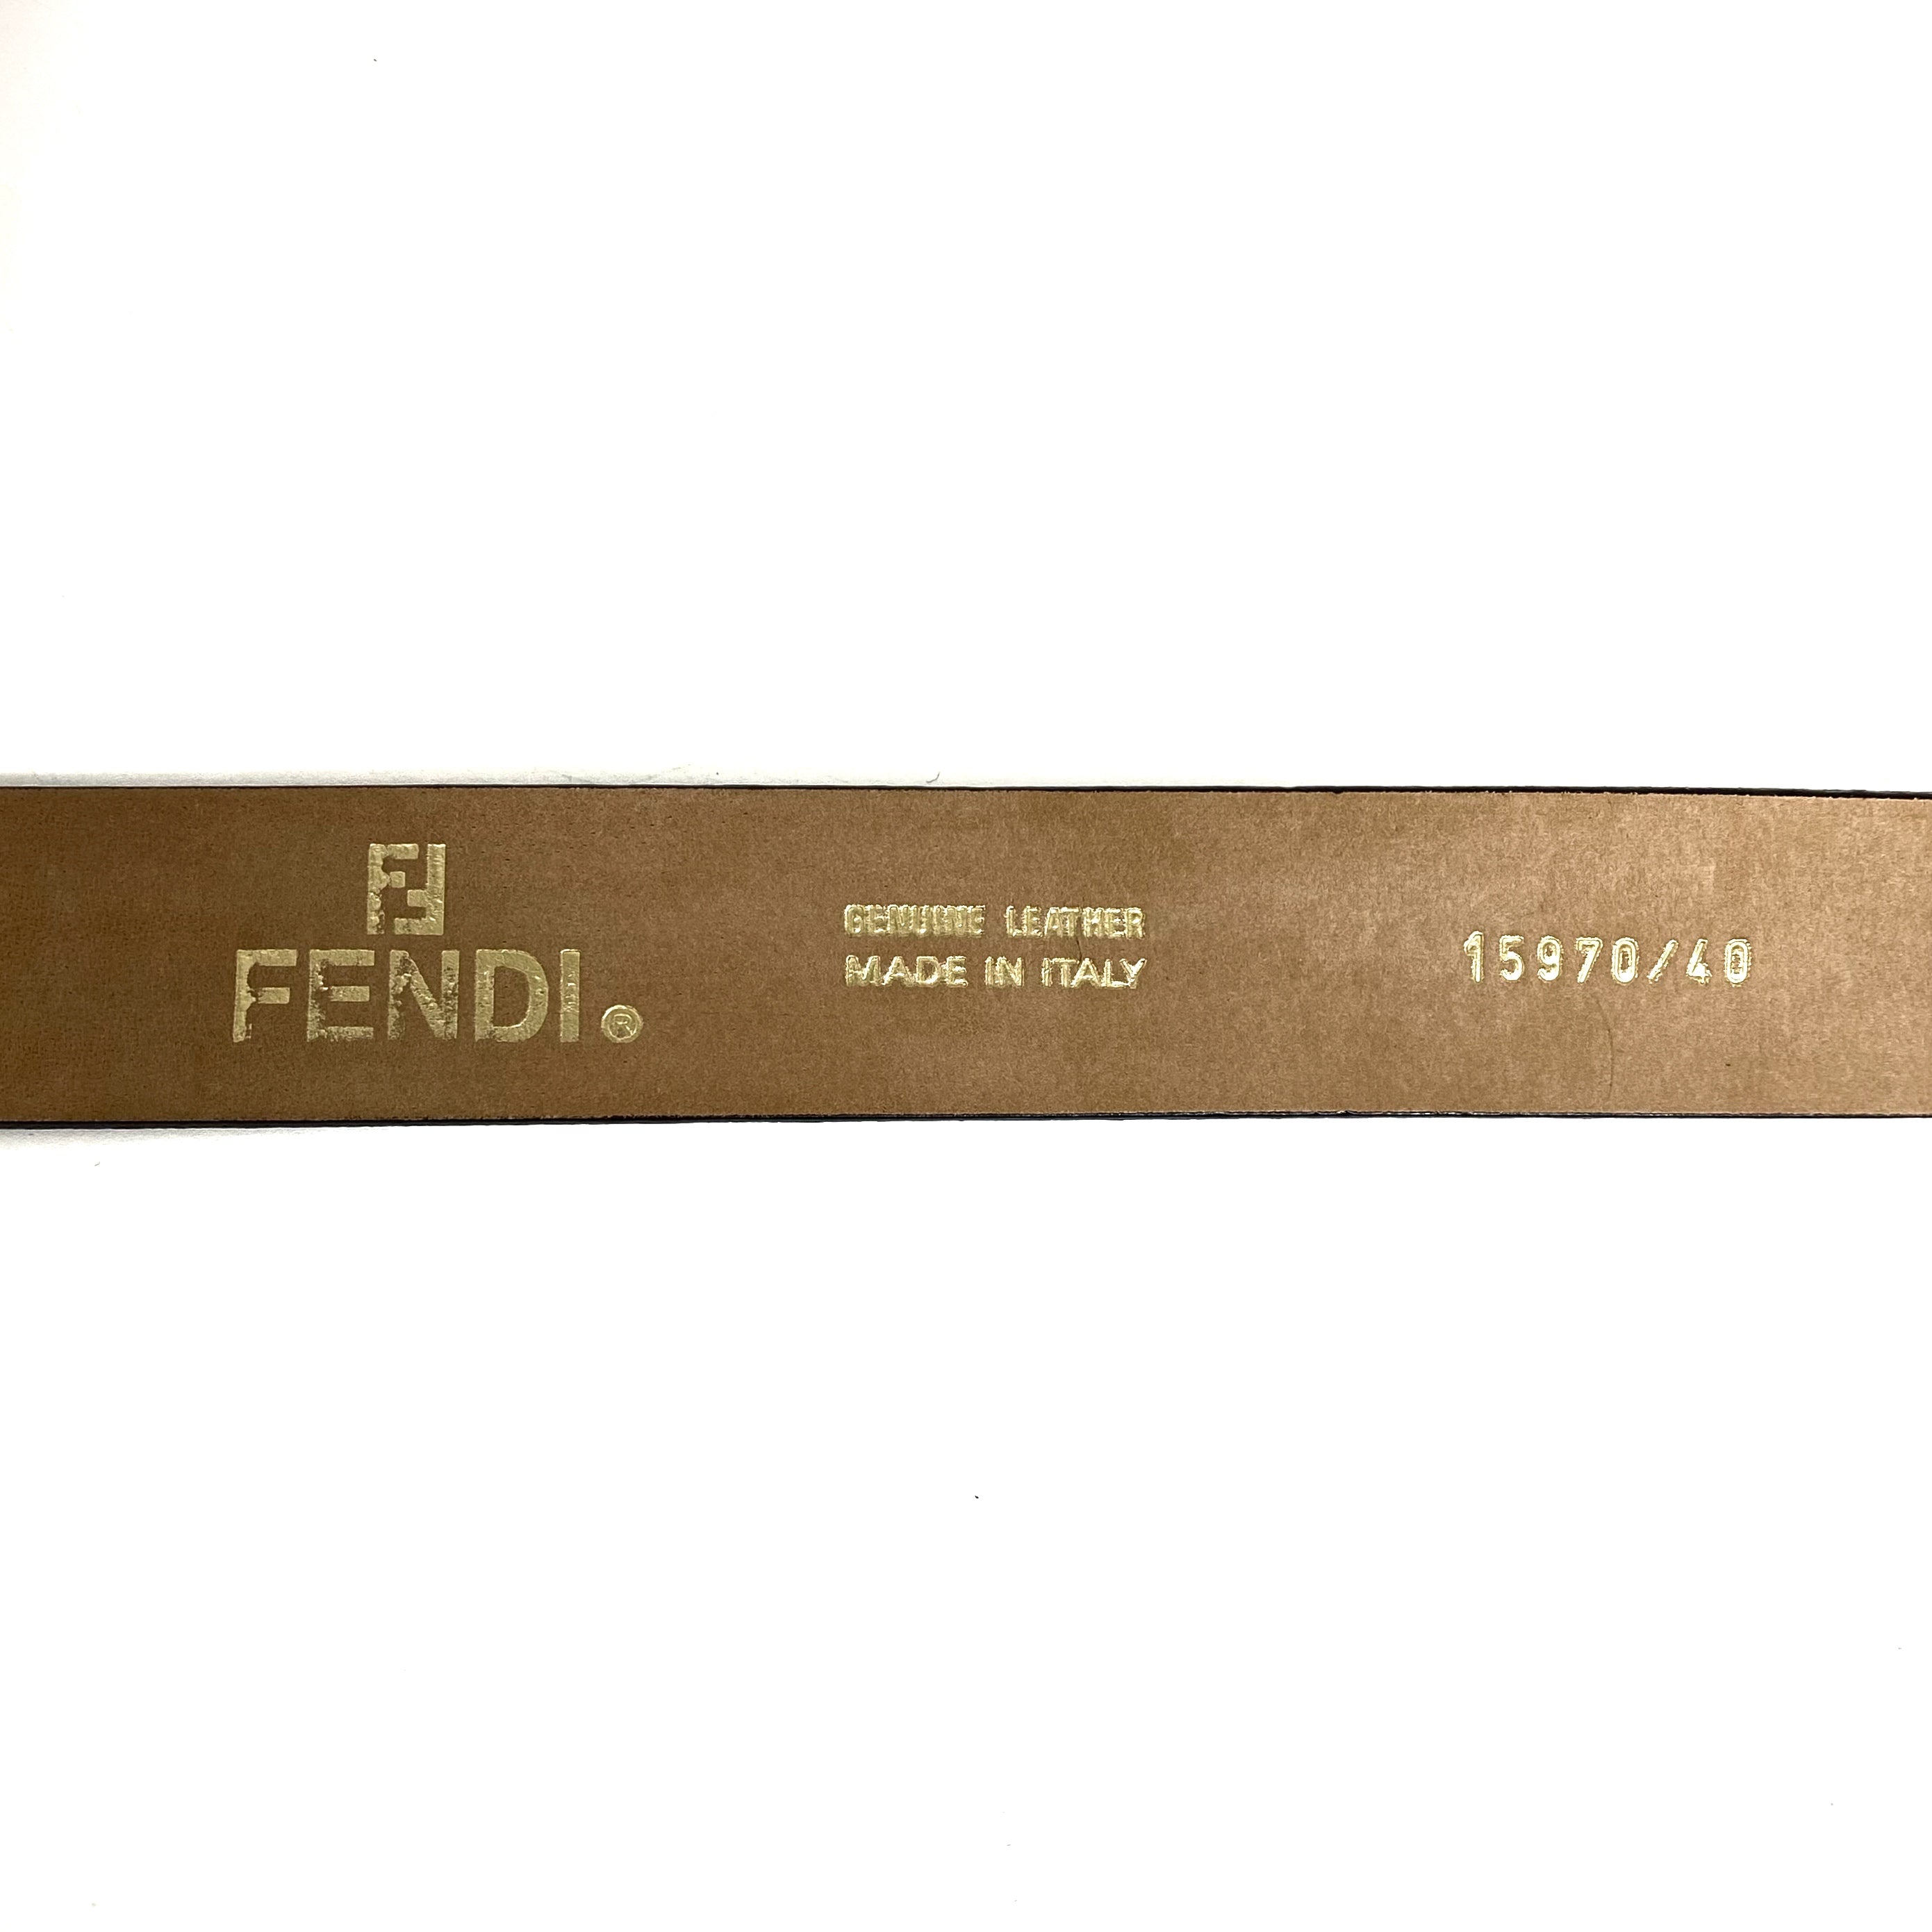 FF
FENDI®
GENUINE LEATHER
MADE IN ITALY
15970/40